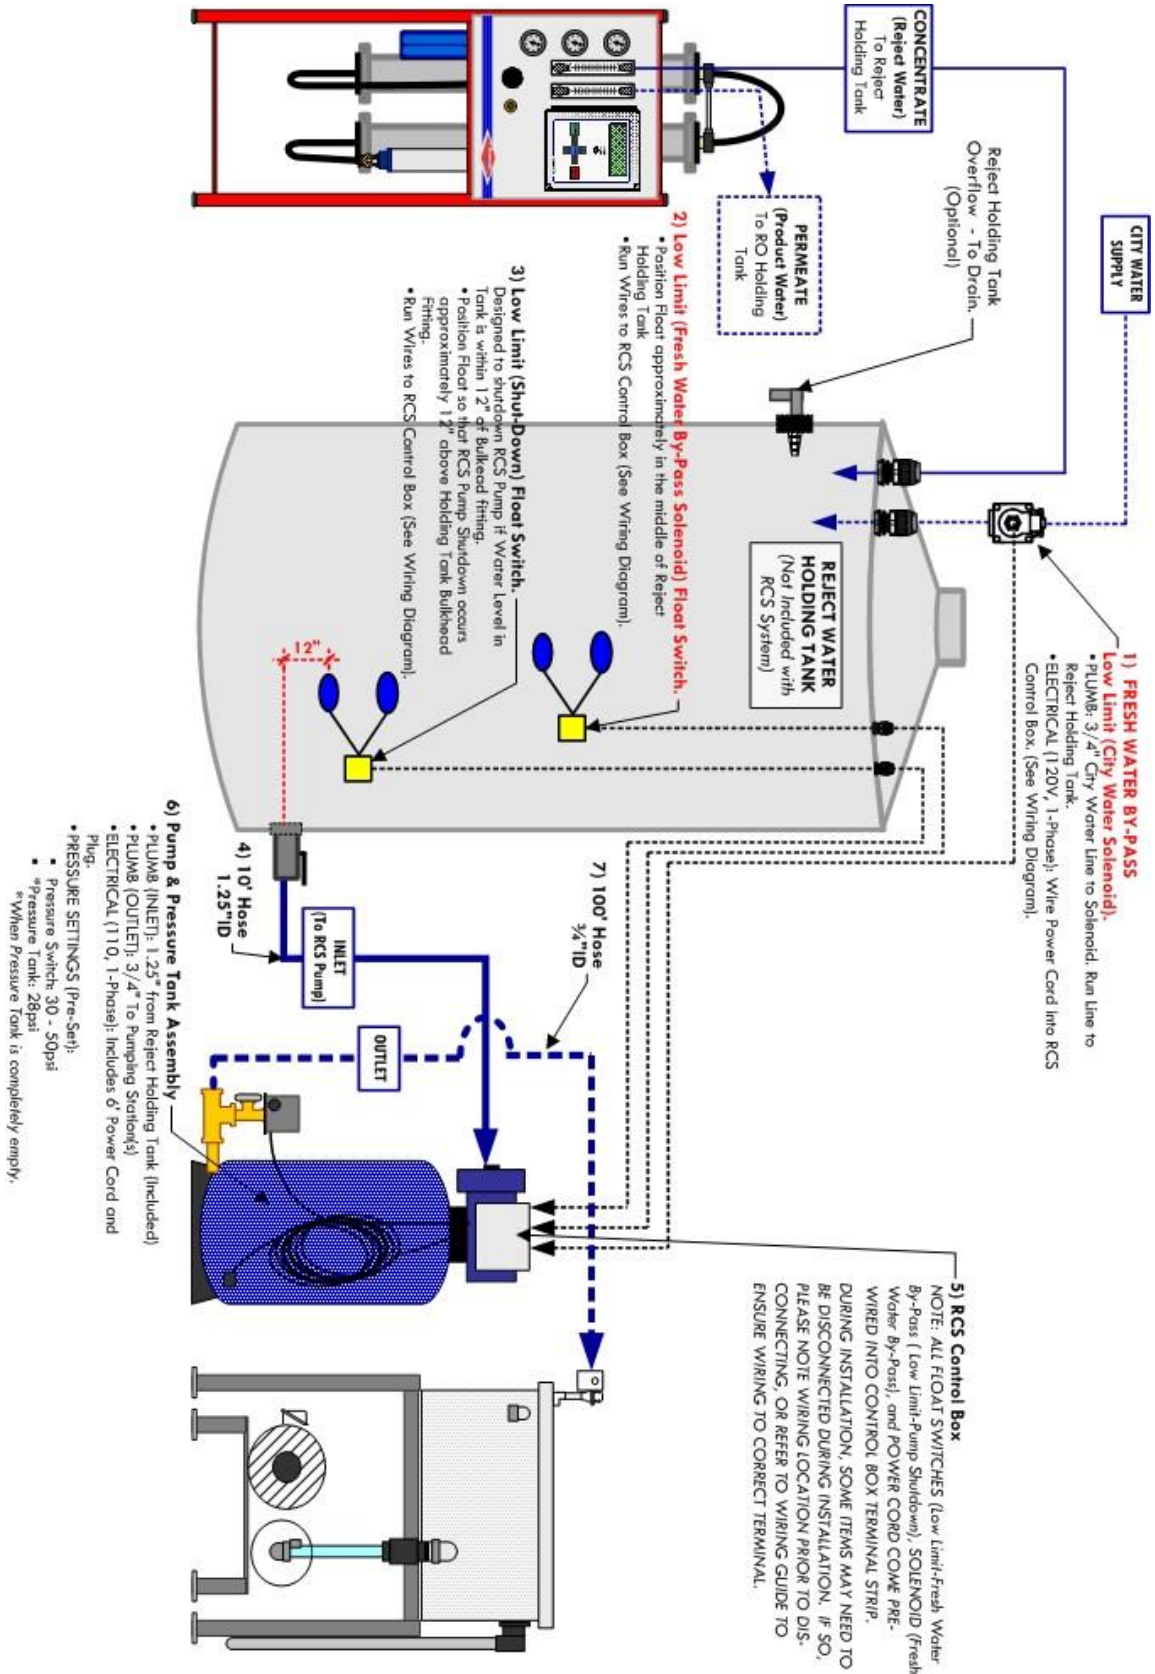 CONCENTRATE
(Reject Water)
To Reject
Holding Tank
PERMEATE
(Product Water)
To RO Holding
Tank
Reject Holding Tank
Overflow - To Drain.
(Optional)
CITY WATER
SUPPLY
1) FRESH WATER BY-PASS
Low Limit (City Water Solenoid).
• PLUMB: 3/4" City Water Line to Solenoid. Run Line to
Reject Holding Tank.
• ELECTRICAL (120V, 1-Phase): Wire Power Cord into RCS
Control Box. (See Wiring Diagram).
2) Low Limit (Fresh Water By-Pass Solenoid) Float Switch.
• Position Float approximately in the middle of Reject
Holding Tank
• Run Wires to RCS Control Box (See Wiring Diagram).
3) Low Limit (Shut-Down) Float Switch.
Designed to shutdown RCS Pump if Water Level in
Tank is within 12" of Bulkead fitting.
• Position Float so that RCS Pump Shutdown occurs
approximately 12" above Holding Tank Bulkhead
Fitting.
• Run Wires to RCS Control Box (See Wiring Diagram).
REJECT WATER
HOLDING TANK
(Not Included with
RCS System)
12"
4) 10' Hose
1.25"ID
INLET
(To RCS Pump)
7) 100' Hose
¾"ID
OUTLET
6) Pump & Pressure Tank Assembly
• PLUMB (INLET): 1.25" from Reject Holding Tank (Included)
• PLUMB (OUTLET): 3/4" To Pumping Station(s)
• ELECTRICAL (110, 1-Phase): Includes 6' Power Cord and
Plug.
• PRESSURE SETTINGS (Pre-Set):
▪ Pressure Switch: 30 - 50psi
▪ *Pressure Tank: 28psi
*When Pressure Tank is completely empty.
5) RCS Control Box
NOTE: ALL FLOAT SWITCHES (Low Limit-Fresh Water
By-Pass ( Low Limit-Pump Shutdown), SOLENOID (Fresh
Water By-Pass), and POWER CORD COME PRE-
WIRED INTO CONTROL BOX TERMINAL STRIP.
DURING INSTALLATION, SOME ITEMS MAY NEED TO
BE DISCONNECTED DURING INSTALLATION. IF SO,
PLEASE NOTE WIRING LOCATION PRIOR TO DIS-
CONNECTING, OR REFER TO WIRING GUIDE TO
ENSURE WIRING TO CORRECT TERMINAL.